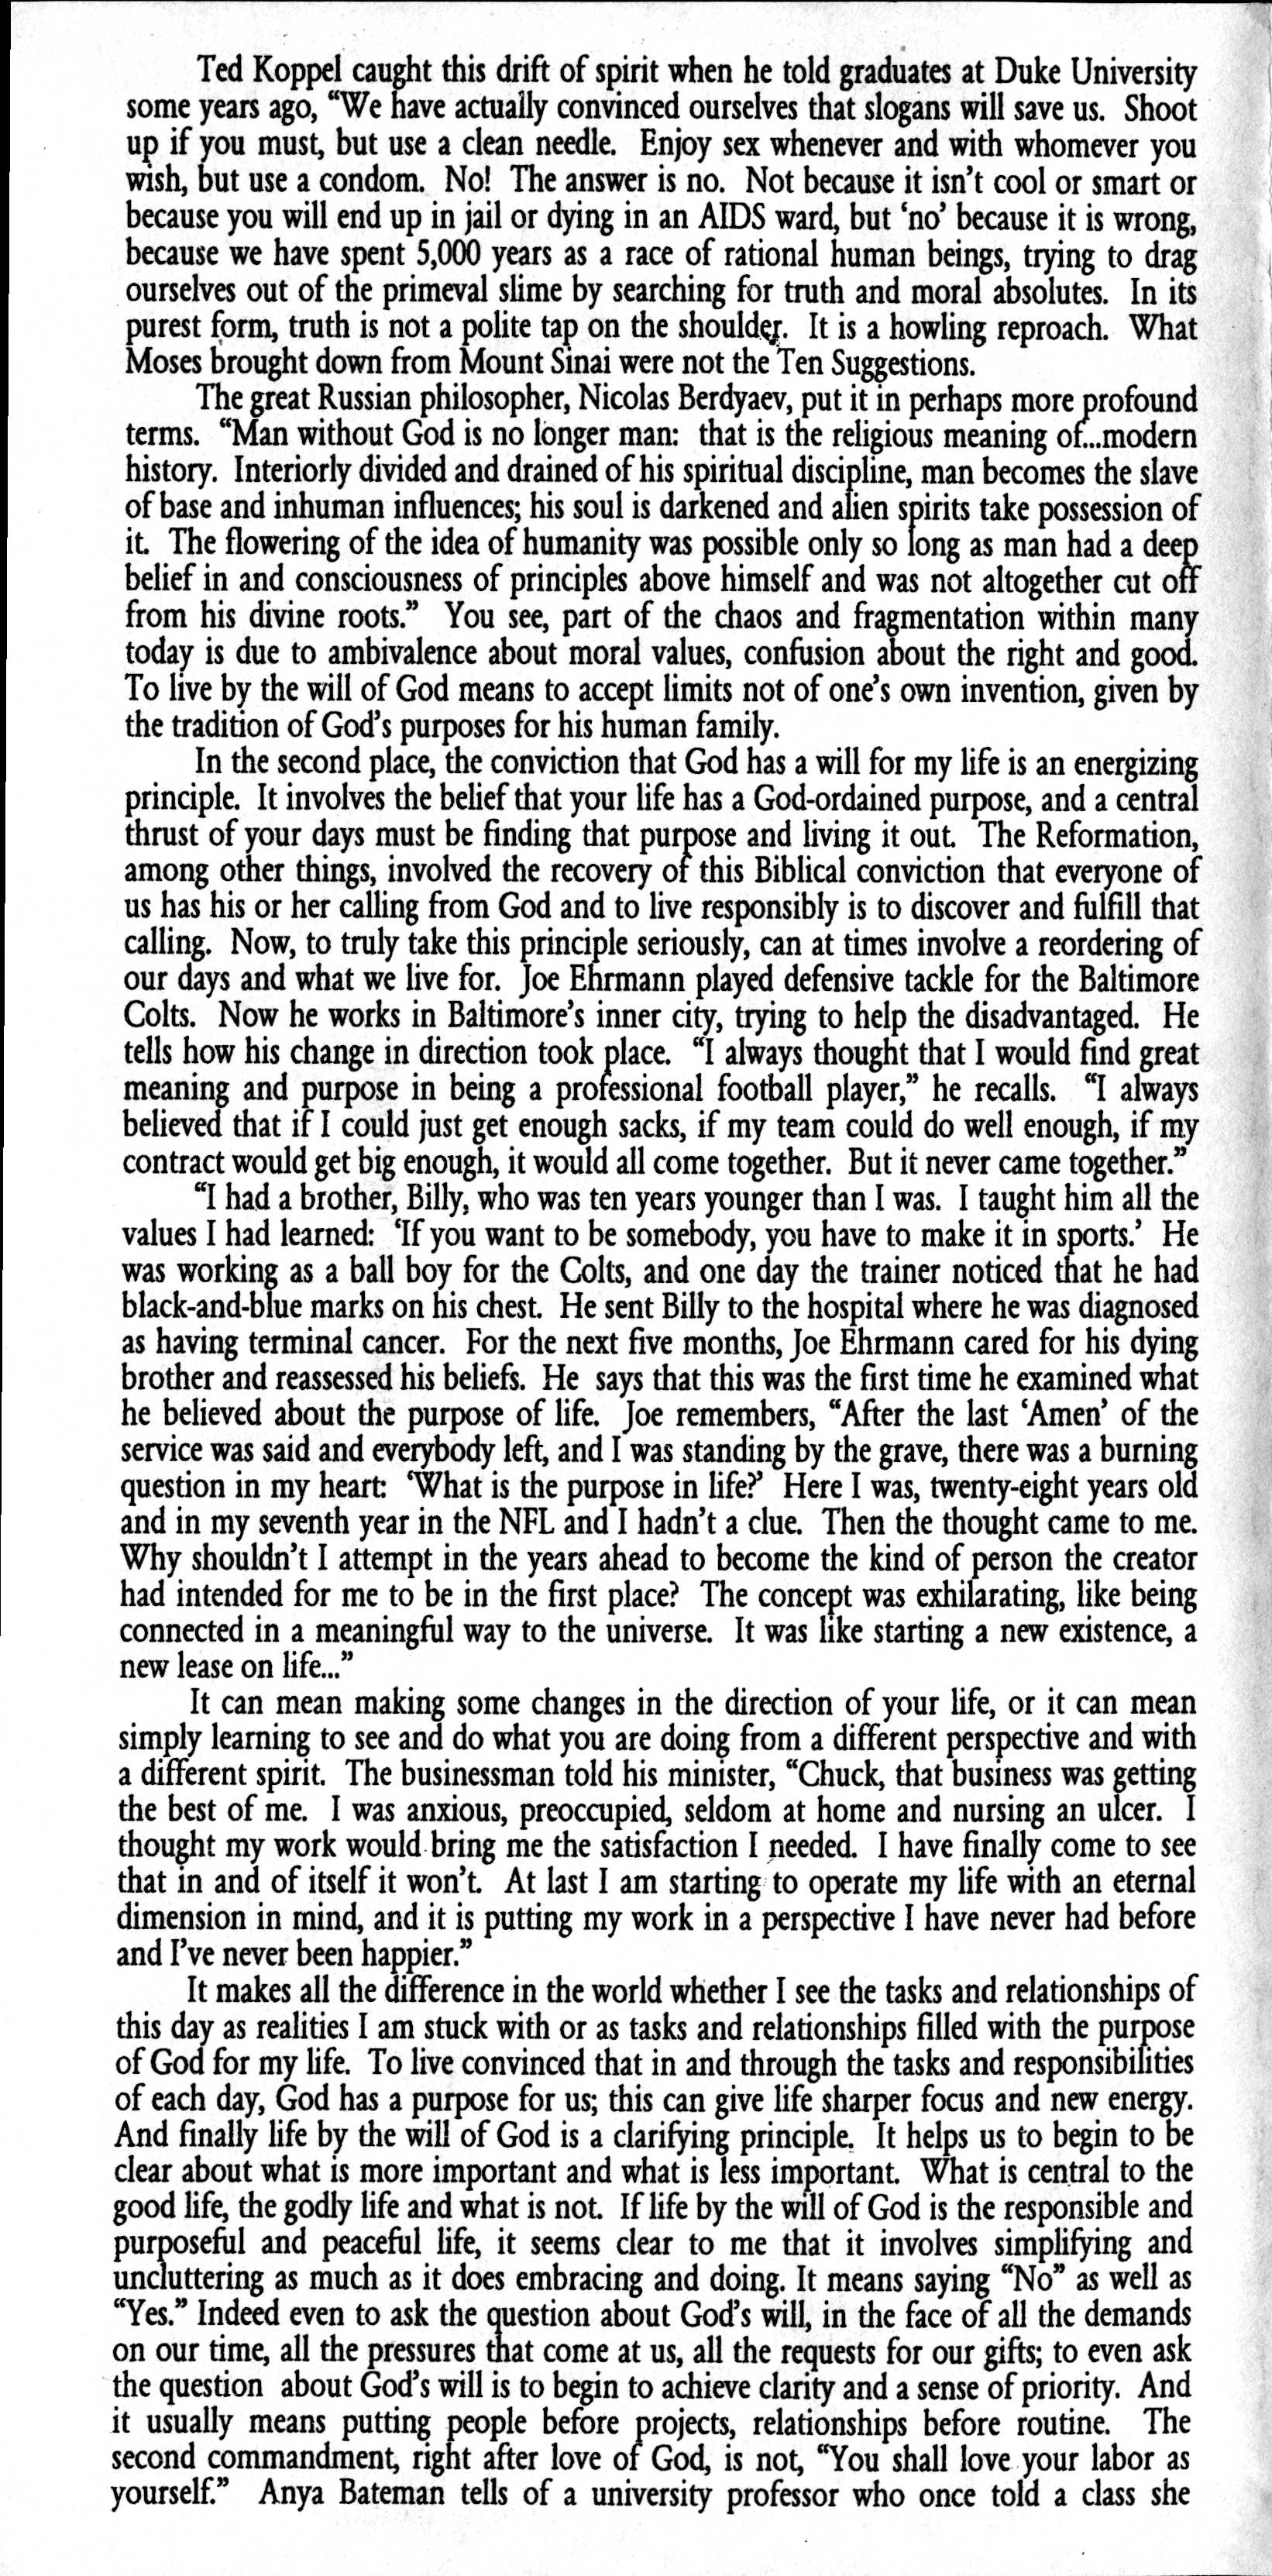 Ted Koppel caught this drift of spirit when he told graduates at Duke University
some years ago, “We have actually convinced ourselves that slogans will save us. Shoot
up if you must, but use a clean needle. Enjoy sex whenever and with whomever you
wish, but use a condom. No! The answer is no. Not because it isn’t cool or smart or
because you will end up in jail or dying in an AIDS ward, but ‘no’ because it is wrong,
because we have spent 5,000 years as a race of rational human beings, trying to drag
ourselves out of the primeval slime by searching for truth and moral absolutes. In its
purest form, truth is not a polite tap on the shoulder. It is a howling reproach. What
Moses brought down from Mount Sinai were not the Ten Suggestions.
The great Russian philosopher, Nicolas Berdyaev, put it in perhaps more profound
terms. “Man without God is no longer man: that is the religious meaning of...modern
history. Interiorly divided and drained of his spiritual discipline, man becomes the slave
of base and inhuman influences; his soul is darkened and alien spirits take possession of
it. The flowering of the idea of humanity was possible only so long as man had a deep
belief in and consciousness of principles above himself and was not altogether cut off
from his divine roots.” You see, part of the chaos and fragmentation within many
today is due to ambivalence about moral values, confusion about the right and good.
To live by the will of God means to accept limits not of one’s own invention, given by
the tradition of God’s purposes for his human family.
In the second place, the conviction that God has a will for my life is an energizing
principle. It involves the belief that your life has a God-ordained purpose, and a central
thrust of your days must be finding that purpose and living it out. The Reformation,
among other things, involved the recovery of this Biblical conviction that everyone of
us has his or her calling from God and to live responsibly is to discover and fulfill that
calling. Now, to truly take this principle seriously, can at times involve a reordering of
our days and what we live for. Joe Ehrmann played defensive tackle for the Baltimore
Colts. Now he works in Baltimore’s inner city, trying to help the disadvantaged. He
tells how his change in direction took place. “I always thought that I would find great
meaning and purpose in being a professional football player,” he recalls. “I always
believed that if I could just get enough sacks, if my team could do well enough, if my
contract would get big enough, it would all come together. But it never came together.”
“I had a brother, Billy, who was ten years younger than I was. I taught him all the
values I had learned: ‘If you want to be somebody, you have to make it in sports.’ He
was working as a ball boy for the Colts, and one day the trainer noticed that he had
black-and-blue marks on his chest. He sent Billy to the hospital where he was diagnosed
as having terminal cancer. For the next five months, Joe Ehrmann cared for his dying
brother and reassessed his beliefs. He says that this was the first time he examined what
he believed about the purpose of life. Joe remembers, “After the last ‘Amen’ of the
service was said and everybody left, and I was standing by the grave, there was a burning
question in my heart: ‘What is the purpose in life?’ Here I was, twenty-eight years old
and in my seventh year in the NFL and I hadn’t a clue. Then the thought came to me.
Why shouldn’t I attempt in the years ahead to become the kind of person the creator
had intended for me to be in the first place? The concept was exhilarating, like being
connected in a meaningful way to the universe. It was like starting a new existence, a
new lease on life...”
It can mean making some changes in the direction of your life, or it can mean
simply learning to see and do what you are doing from a different perspective and with
a different spirit. The businessman told his minister, “Chuck, that business was getting
the best of me. I was anxious, preoccupied, seldom at home and nursing an ulcer. I
thought my work would bring me the satisfaction I needed. I have finally come to see
that in and of itself it won’t. At last I am starting to operate my life with an eternal
dimension in mind, and it is putting my work in a perspective I have never had before
and I’ve never been happier.”
It makes all the difference in the world whether I see the tasks and relationships of
this day as realities I am stuck with or as tasks and relationships filled with the purpose
of God for my life. To live convinced that in and through the tasks and responsibilities
of each day, God has a purpose for us; this can give life sharper focus and new energy.
And finally life by the will of God is a clarifying principle. It helps us to begin to be
clear about what is more important and what is less important. What is central to the
good life, the godly life and what is not. If life by the will of God is the responsible and
purposeful and peaceful life, it seems clear to me that it involves simplifying and
uncluttering as much as it does embracing and doing. It means saying “No” as well as
“Yes.” Indeed even to ask the question about God’s will, in the face of all the demands
on our time, all the pressures that come at us, all the requests for our gifts; to even ask
the question about God’s will is to begin to achieve clarity and a sense of priority. And
it usually means putting people before projects, relationships before routine. The
second commandment, right after love of God, is not, “You shall love your labor as
yourself.” Anya Bateman tells of a university professor who once told a class she